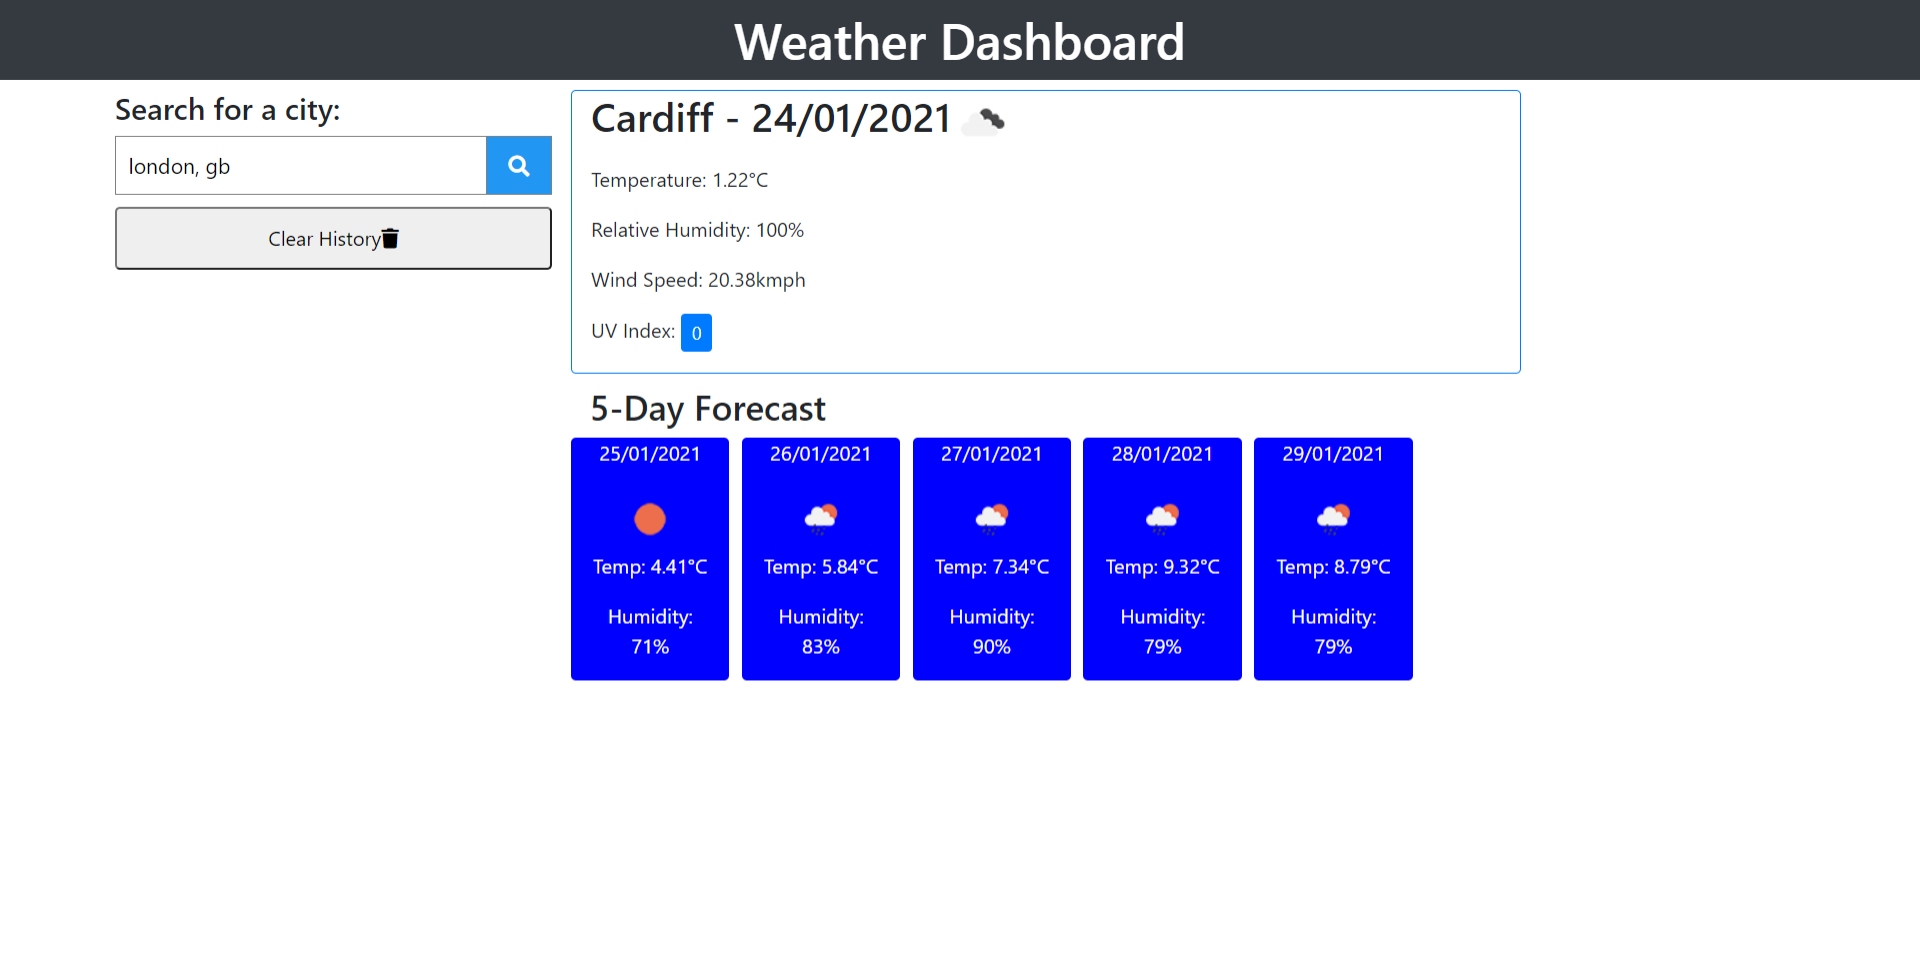 Weather Dashboard
Search for a city:
london, gb
Clear History
Cardiff - 24/01/2021
Temperature: 1.22°C
Relative Humidity: 100%
Wind Speed: 20.38kmph
UV Index: 0
5-Day Forecast
25/01/2021
Temp: 4.41°C
Humidity:
71%
26/01/2021
Temp: 5.84°C
Humidity:
83%
27/01/2021
Temp: 7.34°C
Humidity:
90%
28/01/2021
Temp: 9.32°C
Humidity:
79%
29/01/2021
Temp: 8.79°C
Humidity:
79%